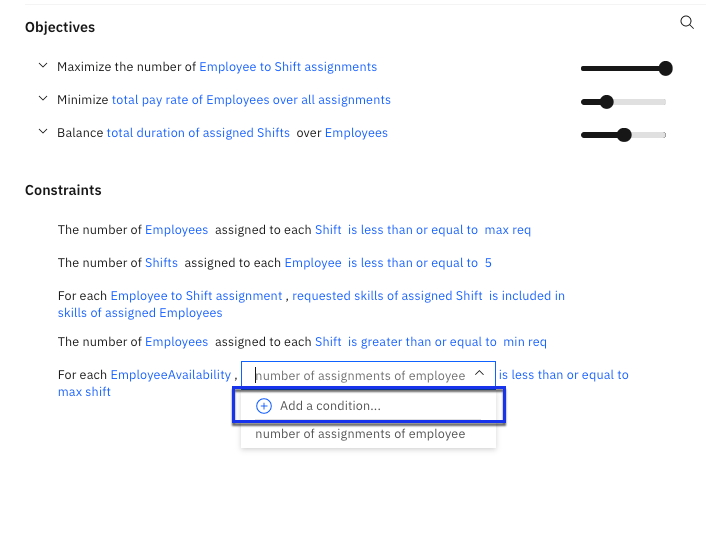 Objectives
Maximize the number of Employee to Shift assignments
Minimize total pay rate of Employees over all assignments
Balance total duration of assigned Shifts over Employees
Constraints
The number of Employees assigned to each Shift is less than or equal to max req
The number of Shifts assigned to each Employee is less than or equal to 5
For each Employee to Shift assignment , requested skills of assigned Shift is included in
skills of assigned Employees
The number of Employees assigned to each Shift is greater than or equal to min req
For each EmployeeAvailability , number of assignments of employee is less than or equal to
max shift
Add a condition...
number of assignments of employee